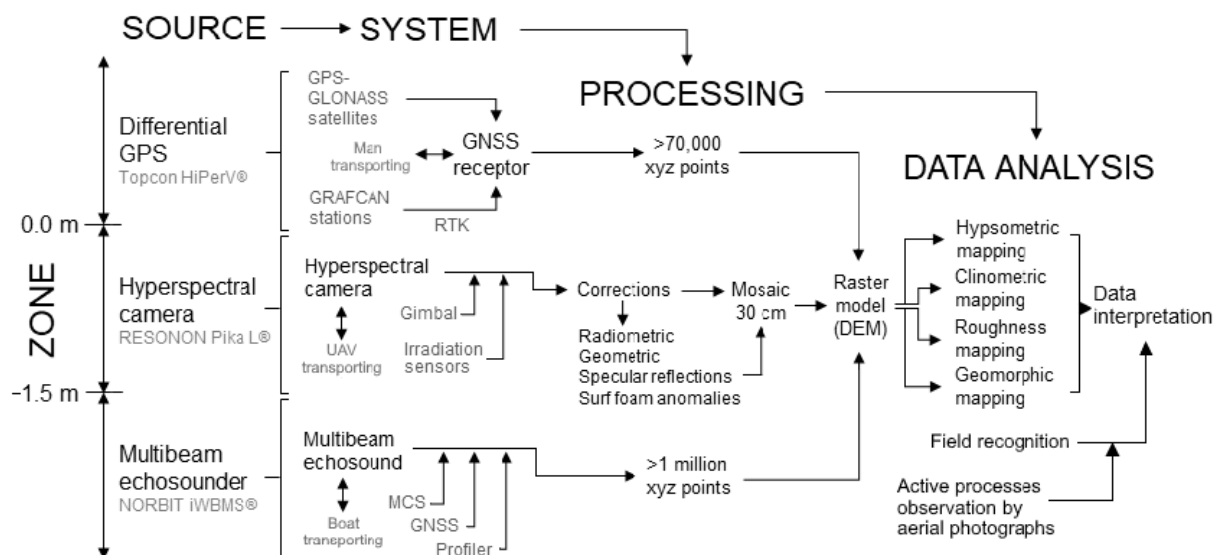 SOURCE
SYSTEM
PROCESSING
DATA ANALYSIS
ZONE
0.0 m
−1.5 m
Differential
GPS
Topcon HiPerV®
GPS-
GLONASS
satellites
Man
transporting
GRAFCAN
stations
RTK
GNSS
receptor
>70,000
xyz points
Hyperspectral
camera
RESONON Pika L®
Hyperspectral
camera
UAV
transporting
Gimbal
Irradiation
sensors
Corrections
Radiometric
Geometric
Specular reflections
Surf foam anomalies
Mosaic
30 cm
Raster
model
(DEM)
Multibeam
echosounder
NORBIT iWBMS®
Multibeam
echosound
Boat
transporting
MCS
GNSS
Profiler
>1 million
xyz points
Hypsometric
mapping
Clinometric
mapping
Roughness
mapping
Geomorphic
mapping
Data
interpretation
Field recognition
Active processes
observation by
aerial photographs